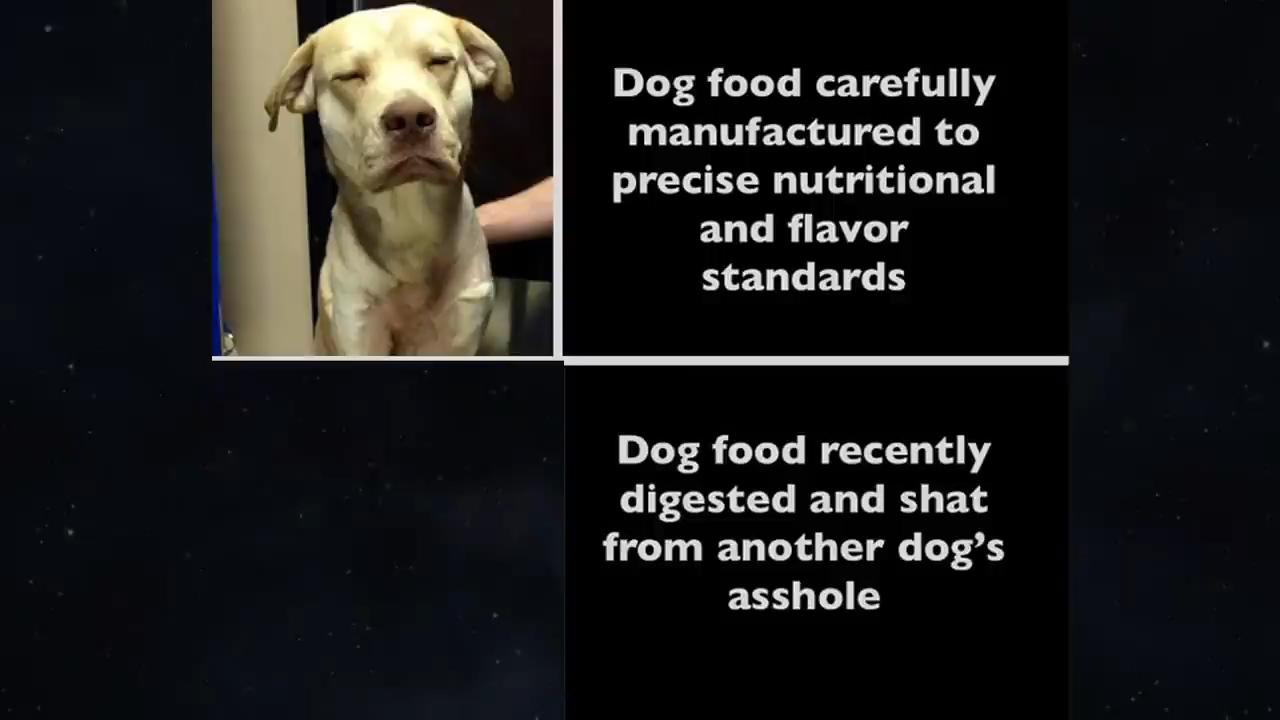 Dog food carefully
manufactured to
precise nutritional
and flavor
standards
Dog food recently
digested and shat
from another dog’s
asshole